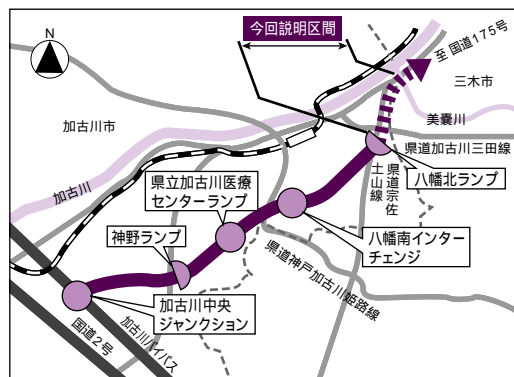 今回説明区間
N
至 国道175号
三木市
美嚢川
加古川市
県道加古川三田線
加古川
県道宗佐
土山線
八幡北ランプ
県立加古川医療
センターランプ
神野ランプ
八幡南インター
チェンジ
県道神戸加古川姫路線
加古川中央
ジャンクション
加古川バイパス
国道2号